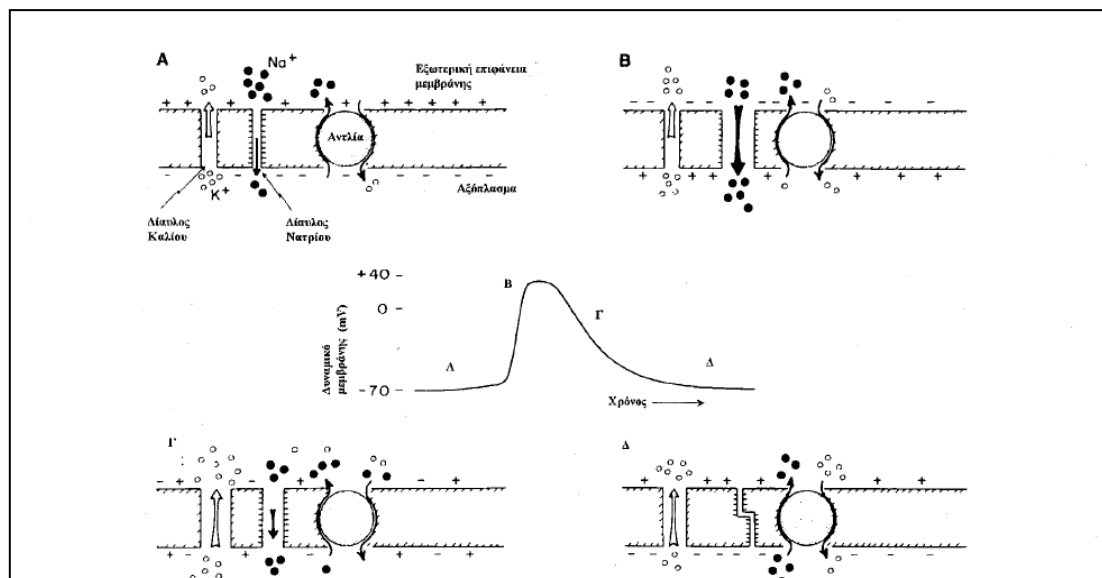 A
Na+
Εξωτερική επιφάνεια
μεμβράνης
B
+ + + + + + + + + +
- - - - - - - -
Αντλία
- - - - - -
Αξόπλασμα
K+
+ + + + + +
Δίαυλος
Καλίου
Δίαυλος
Νατρίου
Δυναμικό
μεμβράνης (mV)
+40
0
-70
Α
Β
Γ
Δ
Χρόνος
Γ
Δ